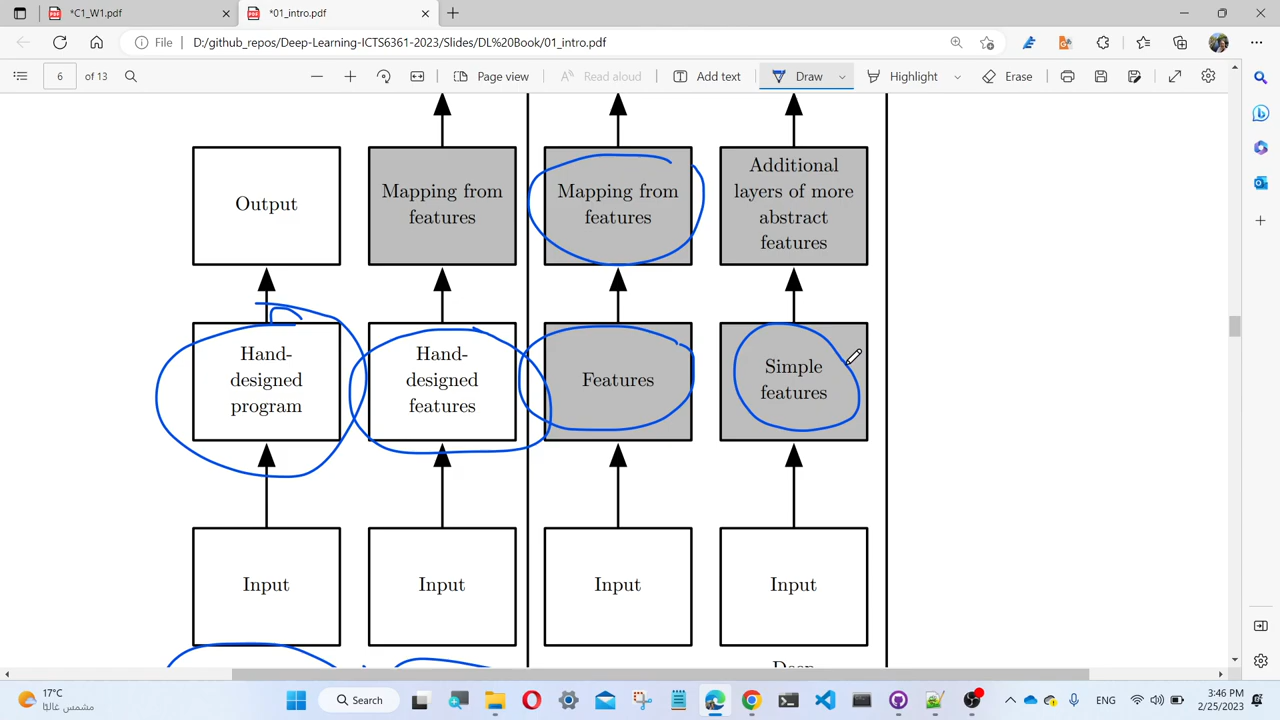 *C1_W1.pdf
*01_intro.pdf
File
D:/github_repos/Deep-Learning-ICTS6361-2023/Slides/DL%20Book/01_intro.pdf
6
of 13
Page view
Read aloud
Add text
Draw
Highlight
Erase
Output
Mapping from
features
Mapping from
features
Additional
layers of more
abstract
features
Hand-
designed
program
Hand-
designed
features
Features
Simple
features
Input
Input
Input
Input
Deep
17°C
مشمس غالبًا
Search
ENG
3:46 PM
2/25/2023